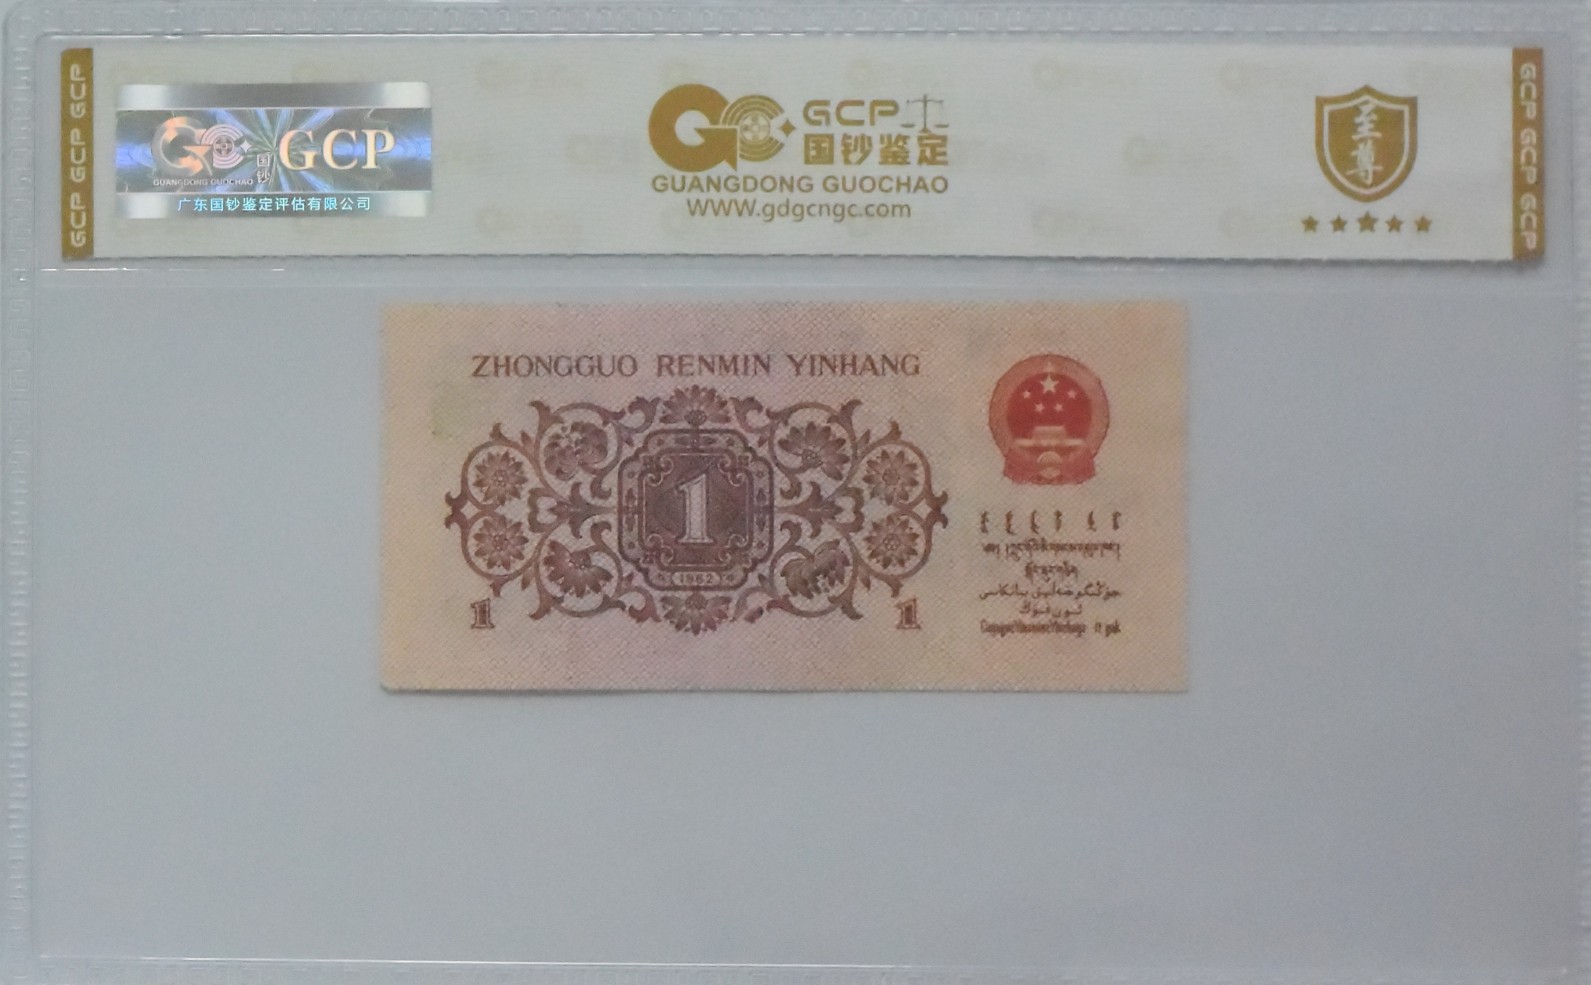 GCP GCP GCP
GUANGDONG GUOCHAO
国钞
GCP
广东国钞鉴定评估有限公司
GCP
国钞鉴定
GUANGDONG GUOCHAO
WWW.gdgcngc.com
至尊
GCP GCP GCP
ZHONGGUO RENMIN YINHANG
1
1962
1
1